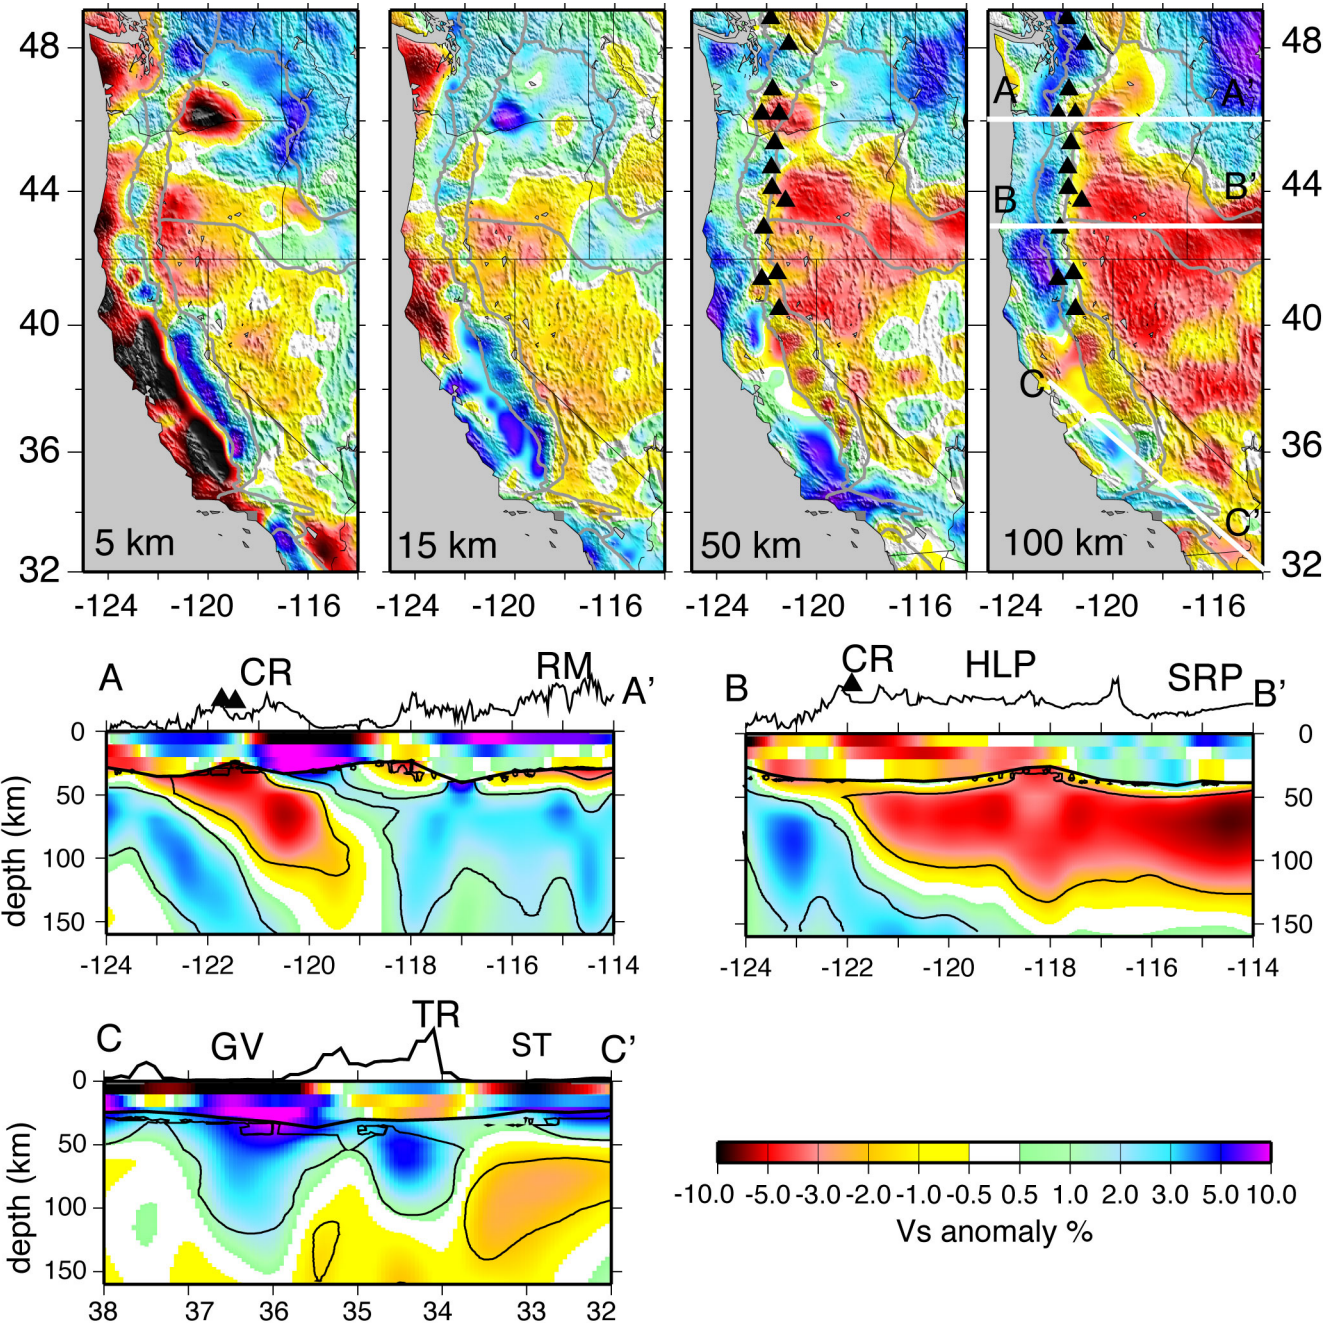 48
44
40
36
32
5 km
15 km
50 km
100 km
A
A’
B
B’
C
C’
48
44
40
36
32
-124 -120 -116
-124 -120 -116
-124 -120 -116
-124 -120 -116
A
CR
RM
A’
0
50
100
150
depth (km)
-124 -122 -120 -118 -116 -114
B
CR
HLP
SRP
B’
0
50
100
150
-124 -122 -120 -118 -116 -114
C
GV
TR
ST
C’
0
50
100
150
depth (km)
38 37 36 35 34 33 32
-10.0 -5.0 -3.0 -2.0 -1.0 -0.5 0.5 1.0 2.0 3.0 5.0 10.0
Vs anomaly %